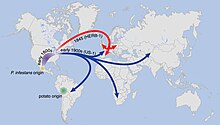 1845 (HERB-1)
early 1800s
early 1900s (US-1)
P. infestans origin
potato origin